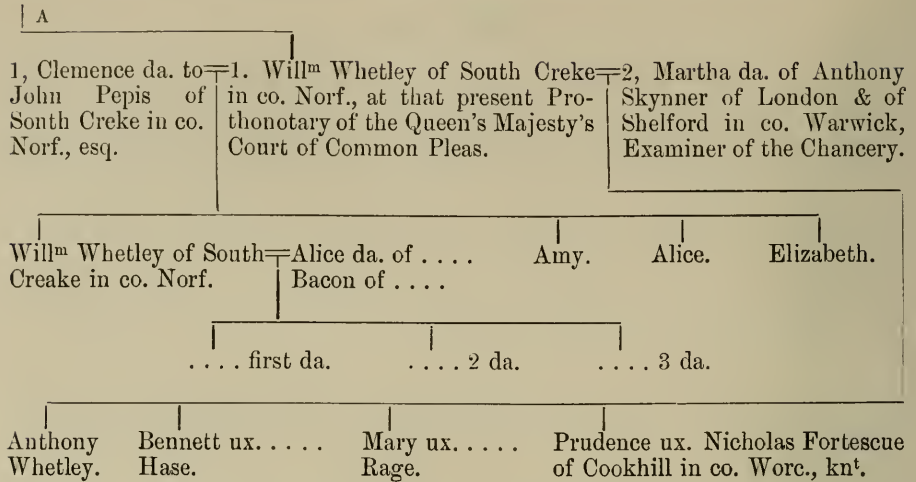 A
1, Clemence da. to
John Pepis of
South Creke in co.
Norf., esq.
1. Willᵐ Whetley of South Creke
in co. Norf., at that present Pro-
thonotary of the Queen's Majesty's
Court of Common Pleas.
2, Martha da. of Anthony
Skynner of London & of
Shelford in co. Warwick,
Examiner of the Chancery.
Willᵐ Whetley of South
Creake in co. Norf.
Alice da. of . . . .
Bacon of . . . .
Amy.
Alice.
Elizabeth.
. . . . first da.
. . . . 2 da.
. . . . 3 da.
Anthony
Whetley.
Bennett ux. . . . .
Hase.
Mary ux. . . . .
Rage.
Prudence ux. Nicholas Fortescue
of Cookhill in co. Worc., knᵗ.